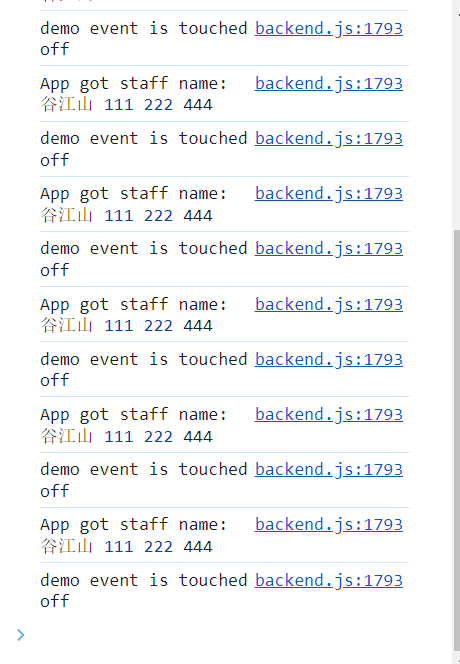 demo event is touched backend.js:1793
off
App got staff name: backend.js:1793
谷江山 111 222 444
demo event is touched backend.js:1793
off
App got staff name: backend.js:1793
谷江山 111 222 444
demo event is touched backend.js:1793
off
App got staff name: backend.js:1793
谷江山 111 222 444
demo event is touched backend.js:1793
off
App got staff name: backend.js:1793
谷江山 111 222 444
demo event is touched backend.js:1793
off
App got staff name: backend.js:1793
谷江山 111 222 444
demo event is touched backend.js:1793
off